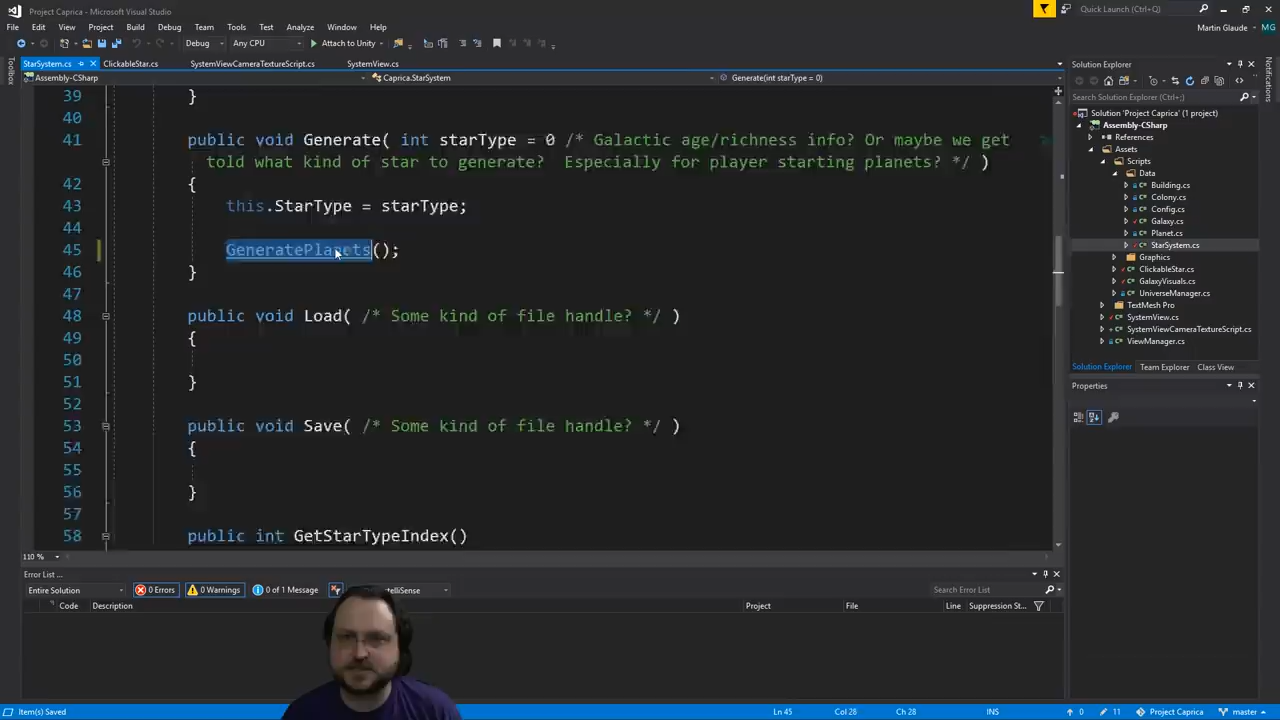 Project Caprica - Microsoft Visual Studio
Quick Launch (Ctrl+Q)
File Edit View Project Build Debug Team Tools Test Analyze Window Help
Martin Glaude MG
Debug Any CPU Attach to Unity
Toolbox
StarSystem.cs ClickableStar.cs SystemViewCameraTextureScript.cs SystemView.cs
Assembly-CSharp Caprica.StarSystem Generate(int starType = 0)
39 }
40
41 public void Generate( int starType = 0 /* Galactic age/richness info? Or maybe we get
told what kind of star to generate?  Especially for player starting planets? */ )
42 {
43 this.StarType = starType;
44
45 GeneratePlanets();
46 }
47
48 public void Load( /* Some kind of file handle? */ )
49 {
50
51 }
52
53 public void Save( /* Some kind of file handle? */ )
54 {
55
56 }
57
58 public int GetStarTypeIndex()
110 %
Solution Explorer
Search Solution Explorer (Ctrl+;)
Solution 'Project Caprica' (1 project)
Assembly-CSharp
References
Assets
Scripts
Data
Building.cs
Colony.cs
Config.cs
Galaxy.cs
Planet.cs
StarSystem.cs
Graphics
ClickableStar.cs
GalaxyVisuals.cs
UniverseManager.cs
TextMesh Pro
SystemView.cs
SystemViewCameraTextureScript.cs
ViewManager.cs
Solution Explorer Team Explorer Class View
Properties
Notifications
Error List ...
Entire Solution 0 Errors 0 Warnings 0 of 1 Message telliSense Search Error List
Code Description Project File Line Suppression St...
Item(s) Saved Ln 45 Col 28 Ch 28 INS 0 11 Project Caprica master